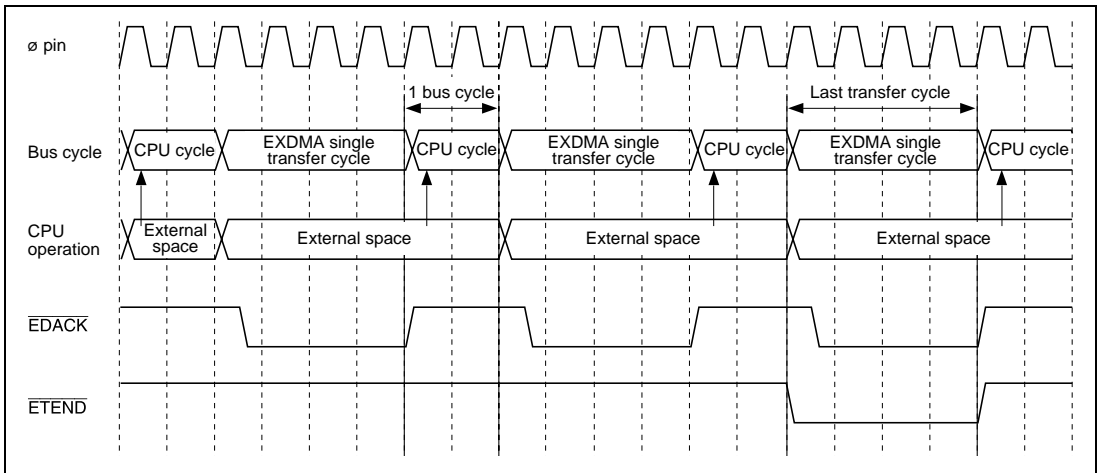 ø pin
1 bus cycle
Last transfer cycle
Bus cycle
CPU cycle
EXDMA single
transfer cycle
CPU cycle
EXDMA single
transfer cycle
CPU cycle
EXDMA single
transfer cycle
CPU cycle
CPU
operation
External
space
External space
External space
External space
EDACK
ETEND